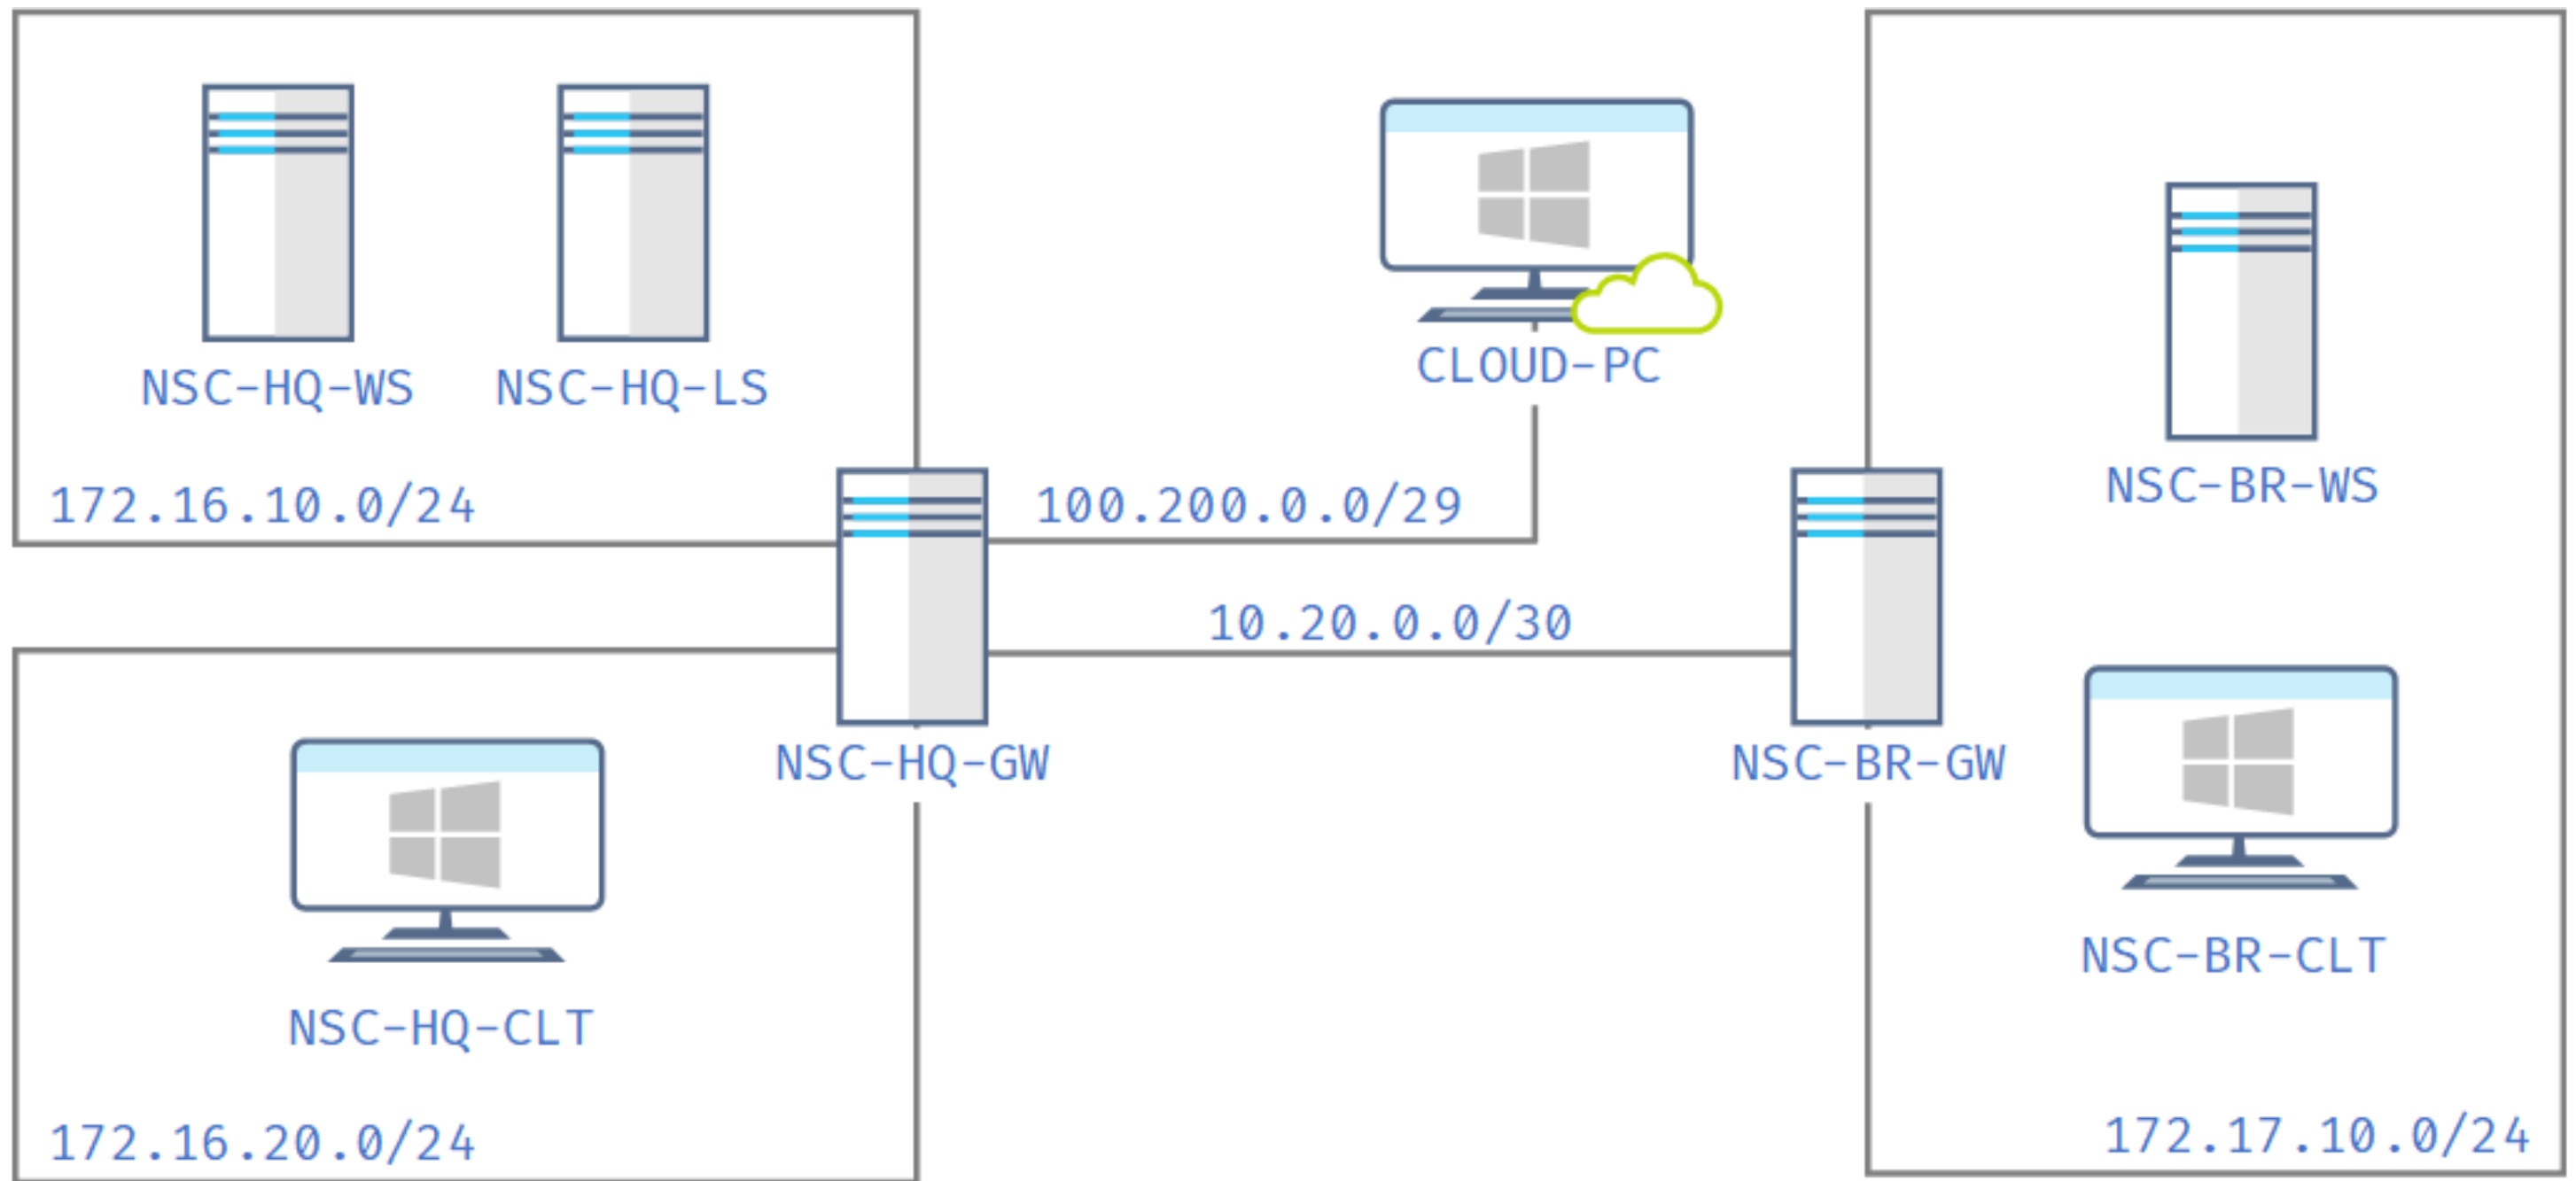 NSC-HQ-WS
NSC-HQ-LS
172.16.10.0/24
CLOUD-PC
100.200.0.0/29
10.20.0.0/30
NSC-HQ-GW
NSC-BR-GW
NSC-BR-WS
NSC-BR-CLT
172.17.10.0/24
NSC-HQ-CLT
172.16.20.0/24